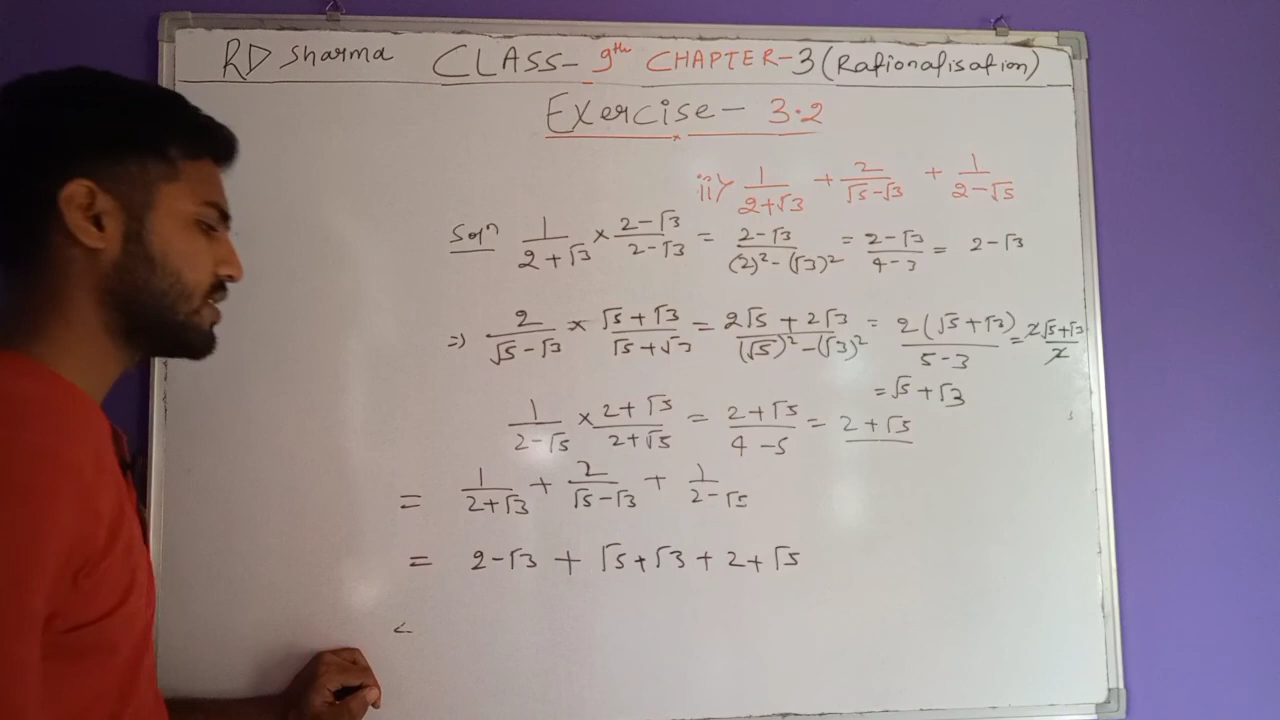 RD Sharma CLASS- 9th CHAPTER-3 (Rationalisation)
Exercise- 3.2
ii) 1/(2+√3) + 2/(√5-√3) + 1/(2-√5)
Solⁿ 1/(2+√3) × (2-√3)/(2-√3) = (2-√3)/((2)²-(√3)²) = (2-√3)/(4-3) = 2-√3
=) 2/(√5-√3) × (√5+√3)/(√5+√3) = (2√5+2√3)/((√5)²-(√3)²) = 2(√5+√3)/(5-3) = (2√5+√3)/2
= √5+√3
1/(2-√5) × (2+√5)/(2+√5) = (2+√5)/(4-5) = 2+√5
= 1/(2+√3) + 2/(√5-√3) + 1/(2-√5)
= 2-√3 + √5+√3 + 2+√5